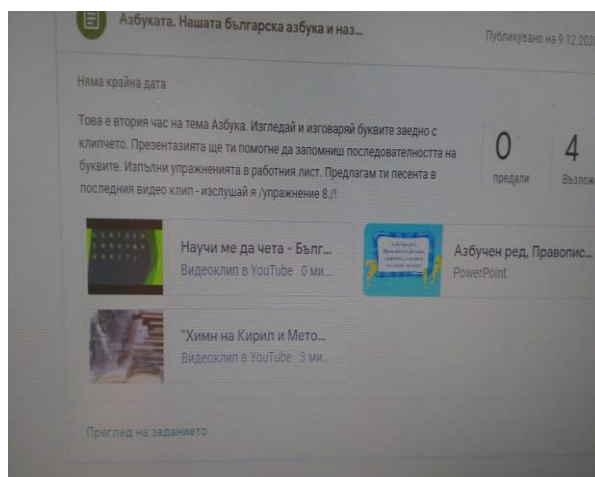 Азбуката. Нашата българска азбука и наз...
Публикувано на 9.12.202
Няма крайна дата
Това е втория час на тема Азбука. Изгледай и изговаряй буквите заедно с
клипчето. Презентазията ще ти помогне да запомниш последователността на
буквите. Изпълни упражненията в работния лист. Предлагам ти песента в
последния видео клип - изслушай я /упражнение 8./!
0
предали
4
Възлож
Научи ме да чета - Бълг...
Видеоклип в YouTube 0 ми...
Азбучен ред, Правопис...
PowerPoint
"Химн на Кирил и Мето...
Видеоклип в YouTube 3 ми...
Преглед на заданието